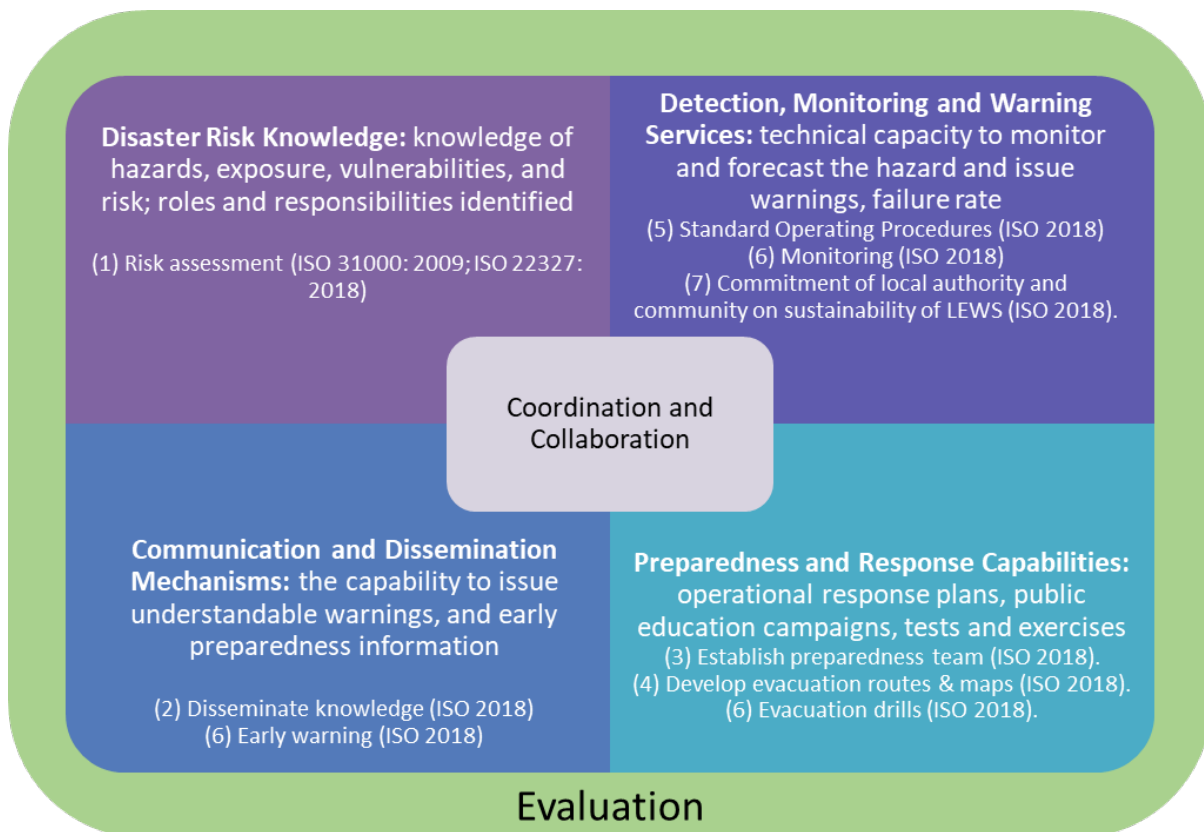 Disaster Risk Knowledge: knowledge of
hazards, exposure, vulnerabilities, and
risk; roles and responsibilities identified
(1) Risk assessment (ISO 31000: 2009; ISO 22327:
2018)
Detection, Monitoring and Warning
Services: technical capacity to monitor
and forecast the hazard and issue
warnings, failure rate
(5) Standard Operating Procedures (ISO 2018)
(6) Monitoring (ISO 2018)
(7) Commitment of local authority and
community on sustainability of LEWS (ISO 2018).
Coordination and
Collaboration
Communication and Dissemination
Mechanisms: the capability to issue
understandable warnings, and early
preparedness information
(2) Disseminate knowledge (ISO 2018)
(6) Early warning (ISO 2018)
Preparedness and Response Capabilities:
operational response plans, public
education campaigns, tests and exercises
(3) Establish preparedness team (ISO 2018).
(4) Develop evacuation routes & maps (ISO 2018).
(6) Evacuation drills (ISO 2018).
Evaluation